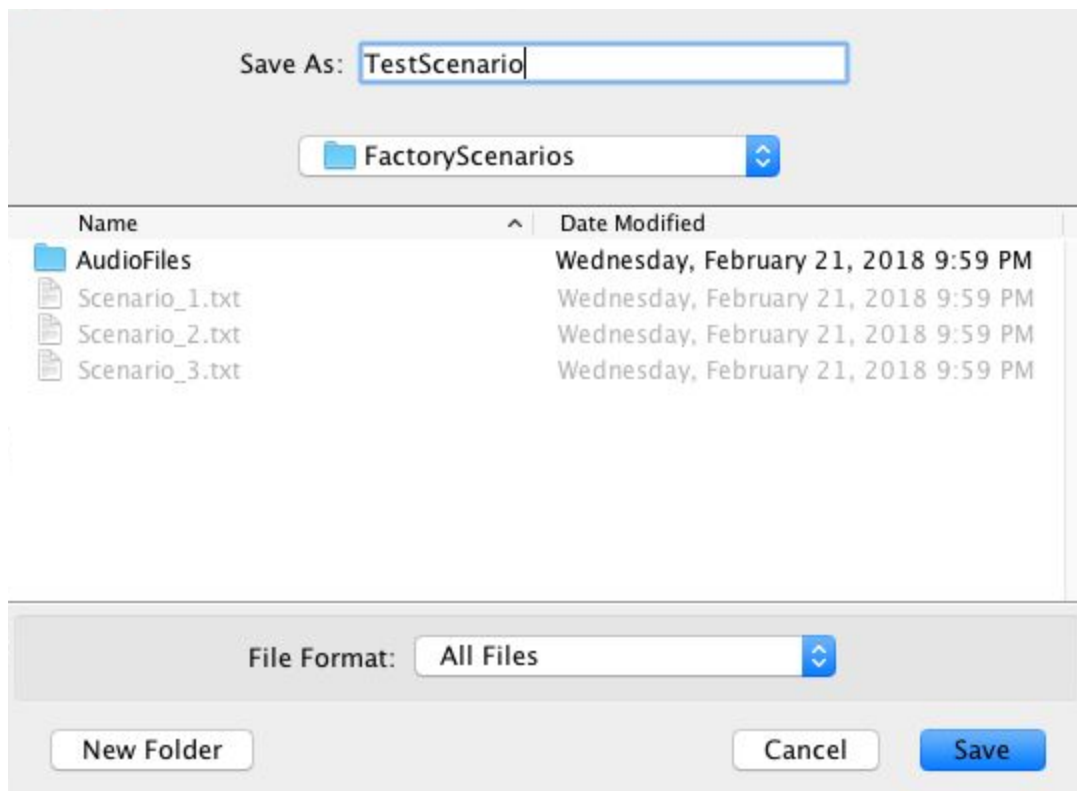 Save As: TestScenario
FactoryScenarios
Name Date Modified
AudioFiles Wednesday, February 21, 2018 9:59 PM
Scenario_1.txt Wednesday, February 21, 2018 9:59 PM
Scenario_2.txt Wednesday, February 21, 2018 9:59 PM
Scenario_3.txt Wednesday, February 21, 2018 9:59 PM
File Format: All Files
New Folder Cancel Save